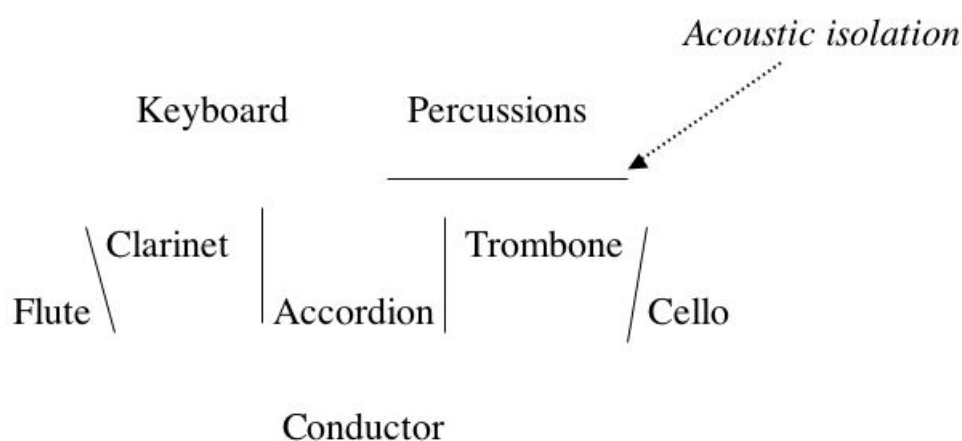 Acoustic isolation
Keyboard Percussions
Clarinet Trombone
Flute Accordion Cello
Conductor